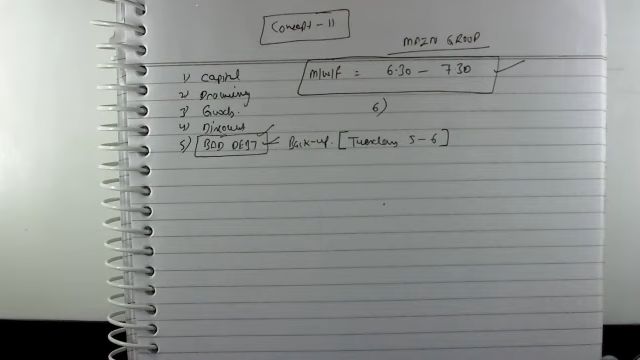 Concept - 11
MAIN GROUP
1) Capital
M/W/F = 6.30 - 7.30
2) Drawing
3) Goods.
6)
4) Discount
5) BAD DEBT Back-up. [Tuesday 5-6]